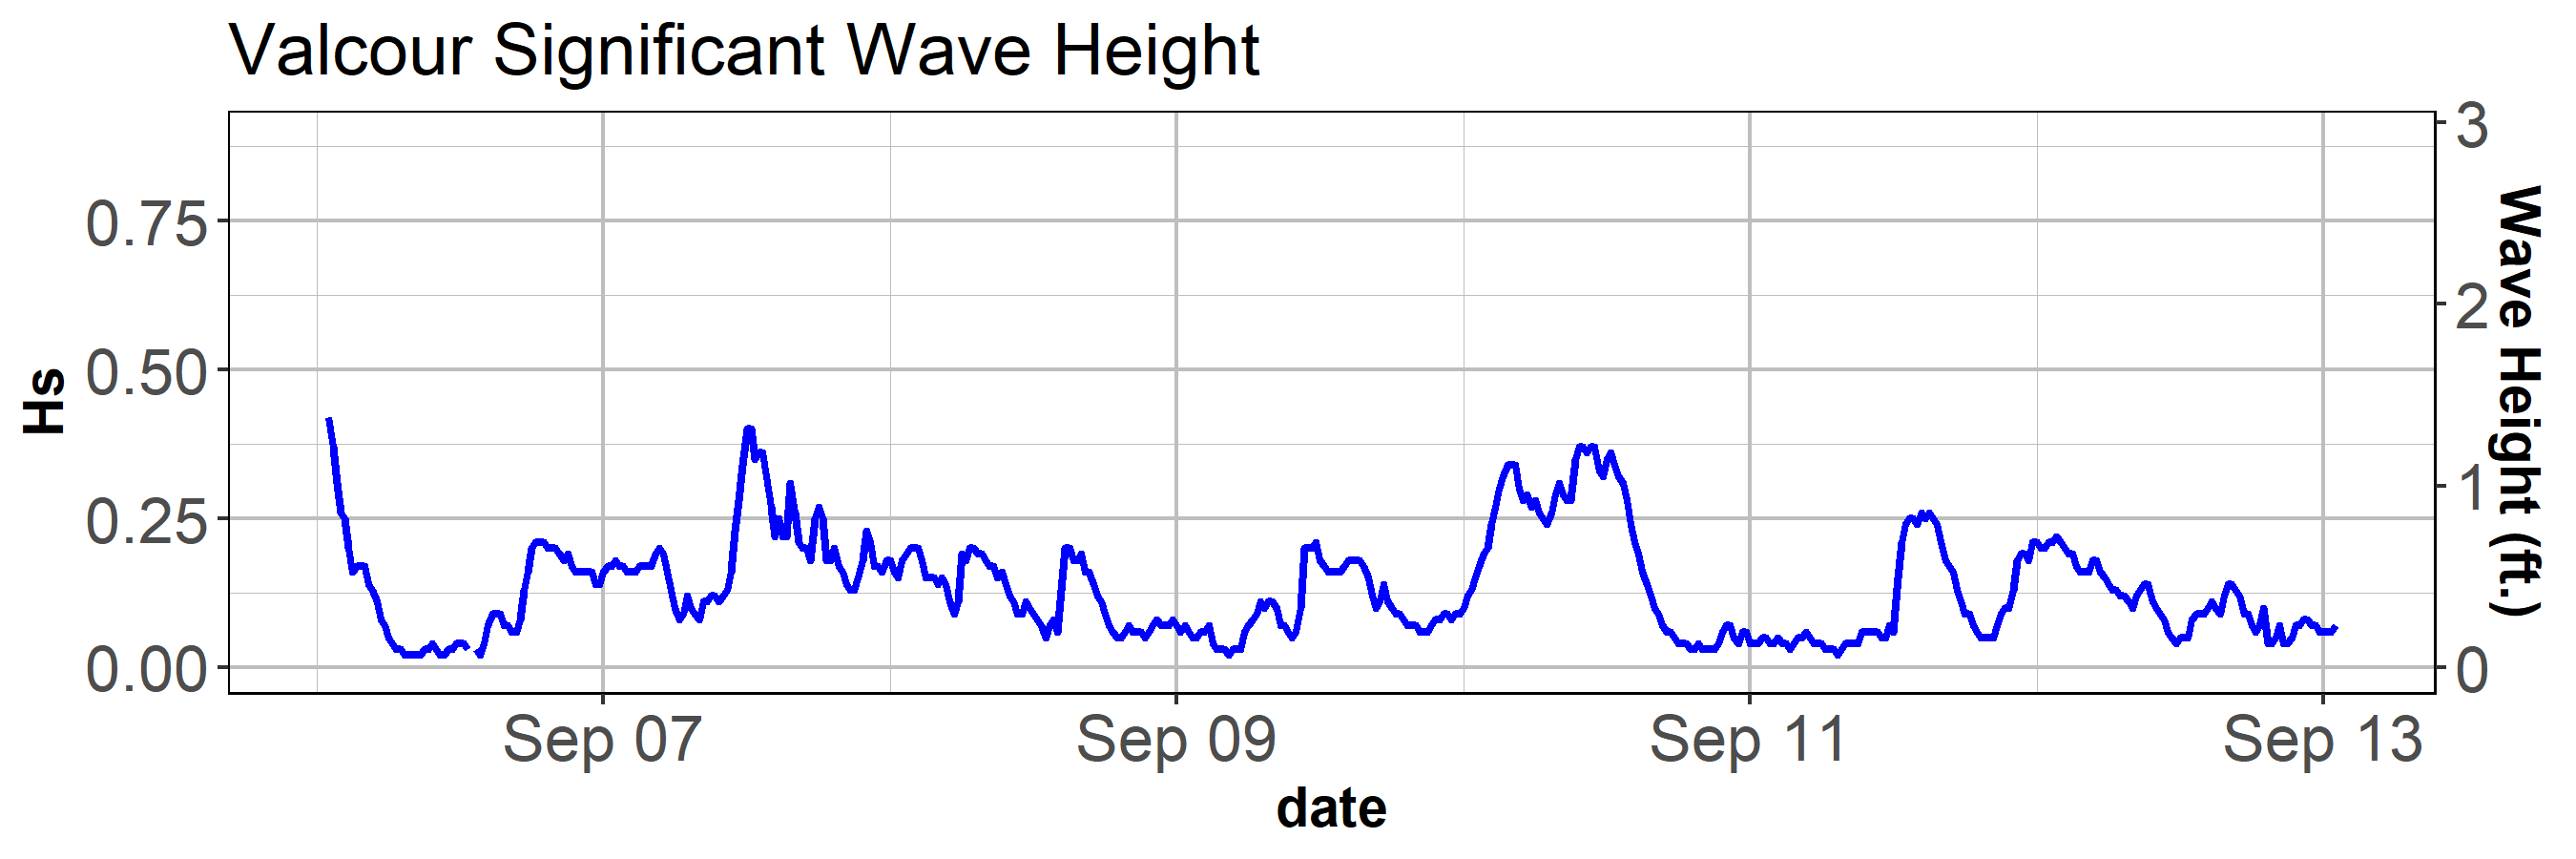 Valcour Significant Wave Height
Hs
0.75
0.50
0.25
0.00
3
2
1
0
Wave Height (ft.)
Sep 07
Sep 09
Sep 11
Sep 13
date